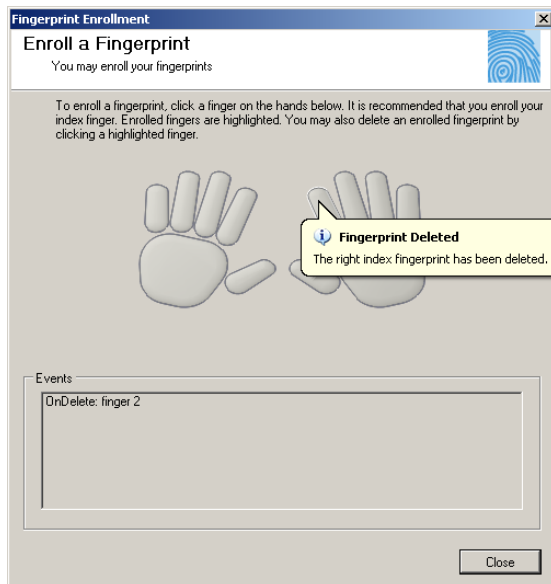 Fingerprint Enrollment
Enroll a Fingerprint
You may enroll your fingerprints
To enroll a fingerprint, click a finger on the hands below. It is recommended that you enroll your
index finger. Enrolled fingers are highlighted. You may also delete an enrolled fingerprint by
clicking a highlighted finger.
Fingerprint Deleted
The right index fingerprint has been deleted.
Events
OnDelete: finger 2
Close